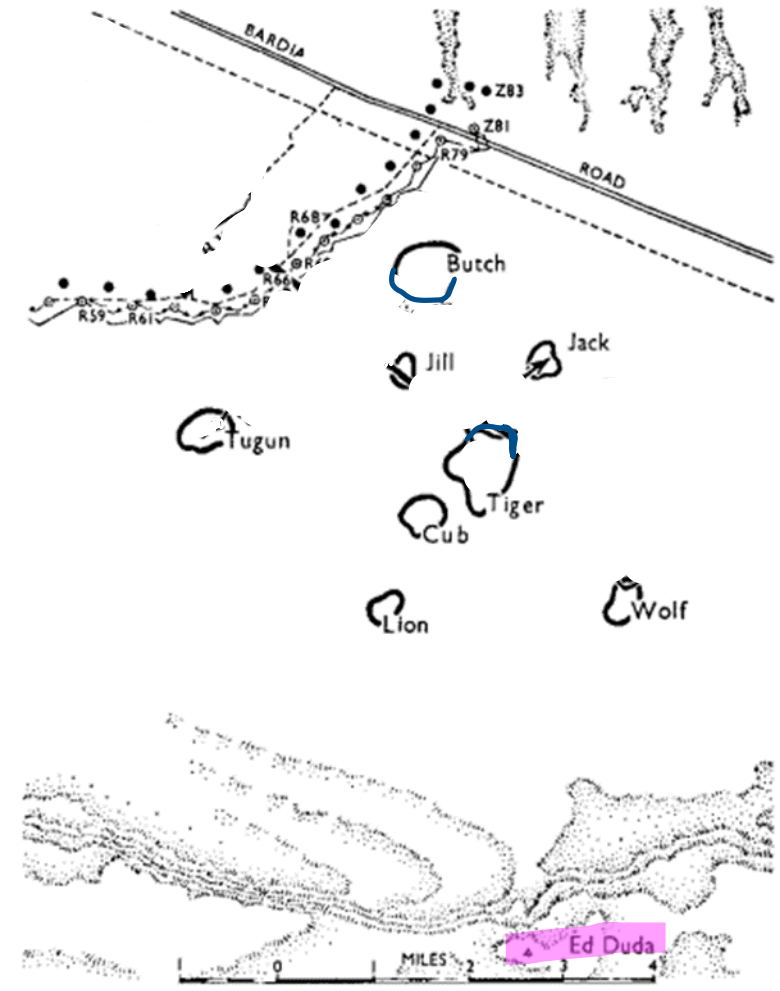 BARDIA
Z83
Z81
ROAD
R79
R68
R66
R59
R61
Butch
Jill
Jack
Tugun
Tiger
Cub
Lion
Wolf
Ed Duda
MILES
0
2
3
4